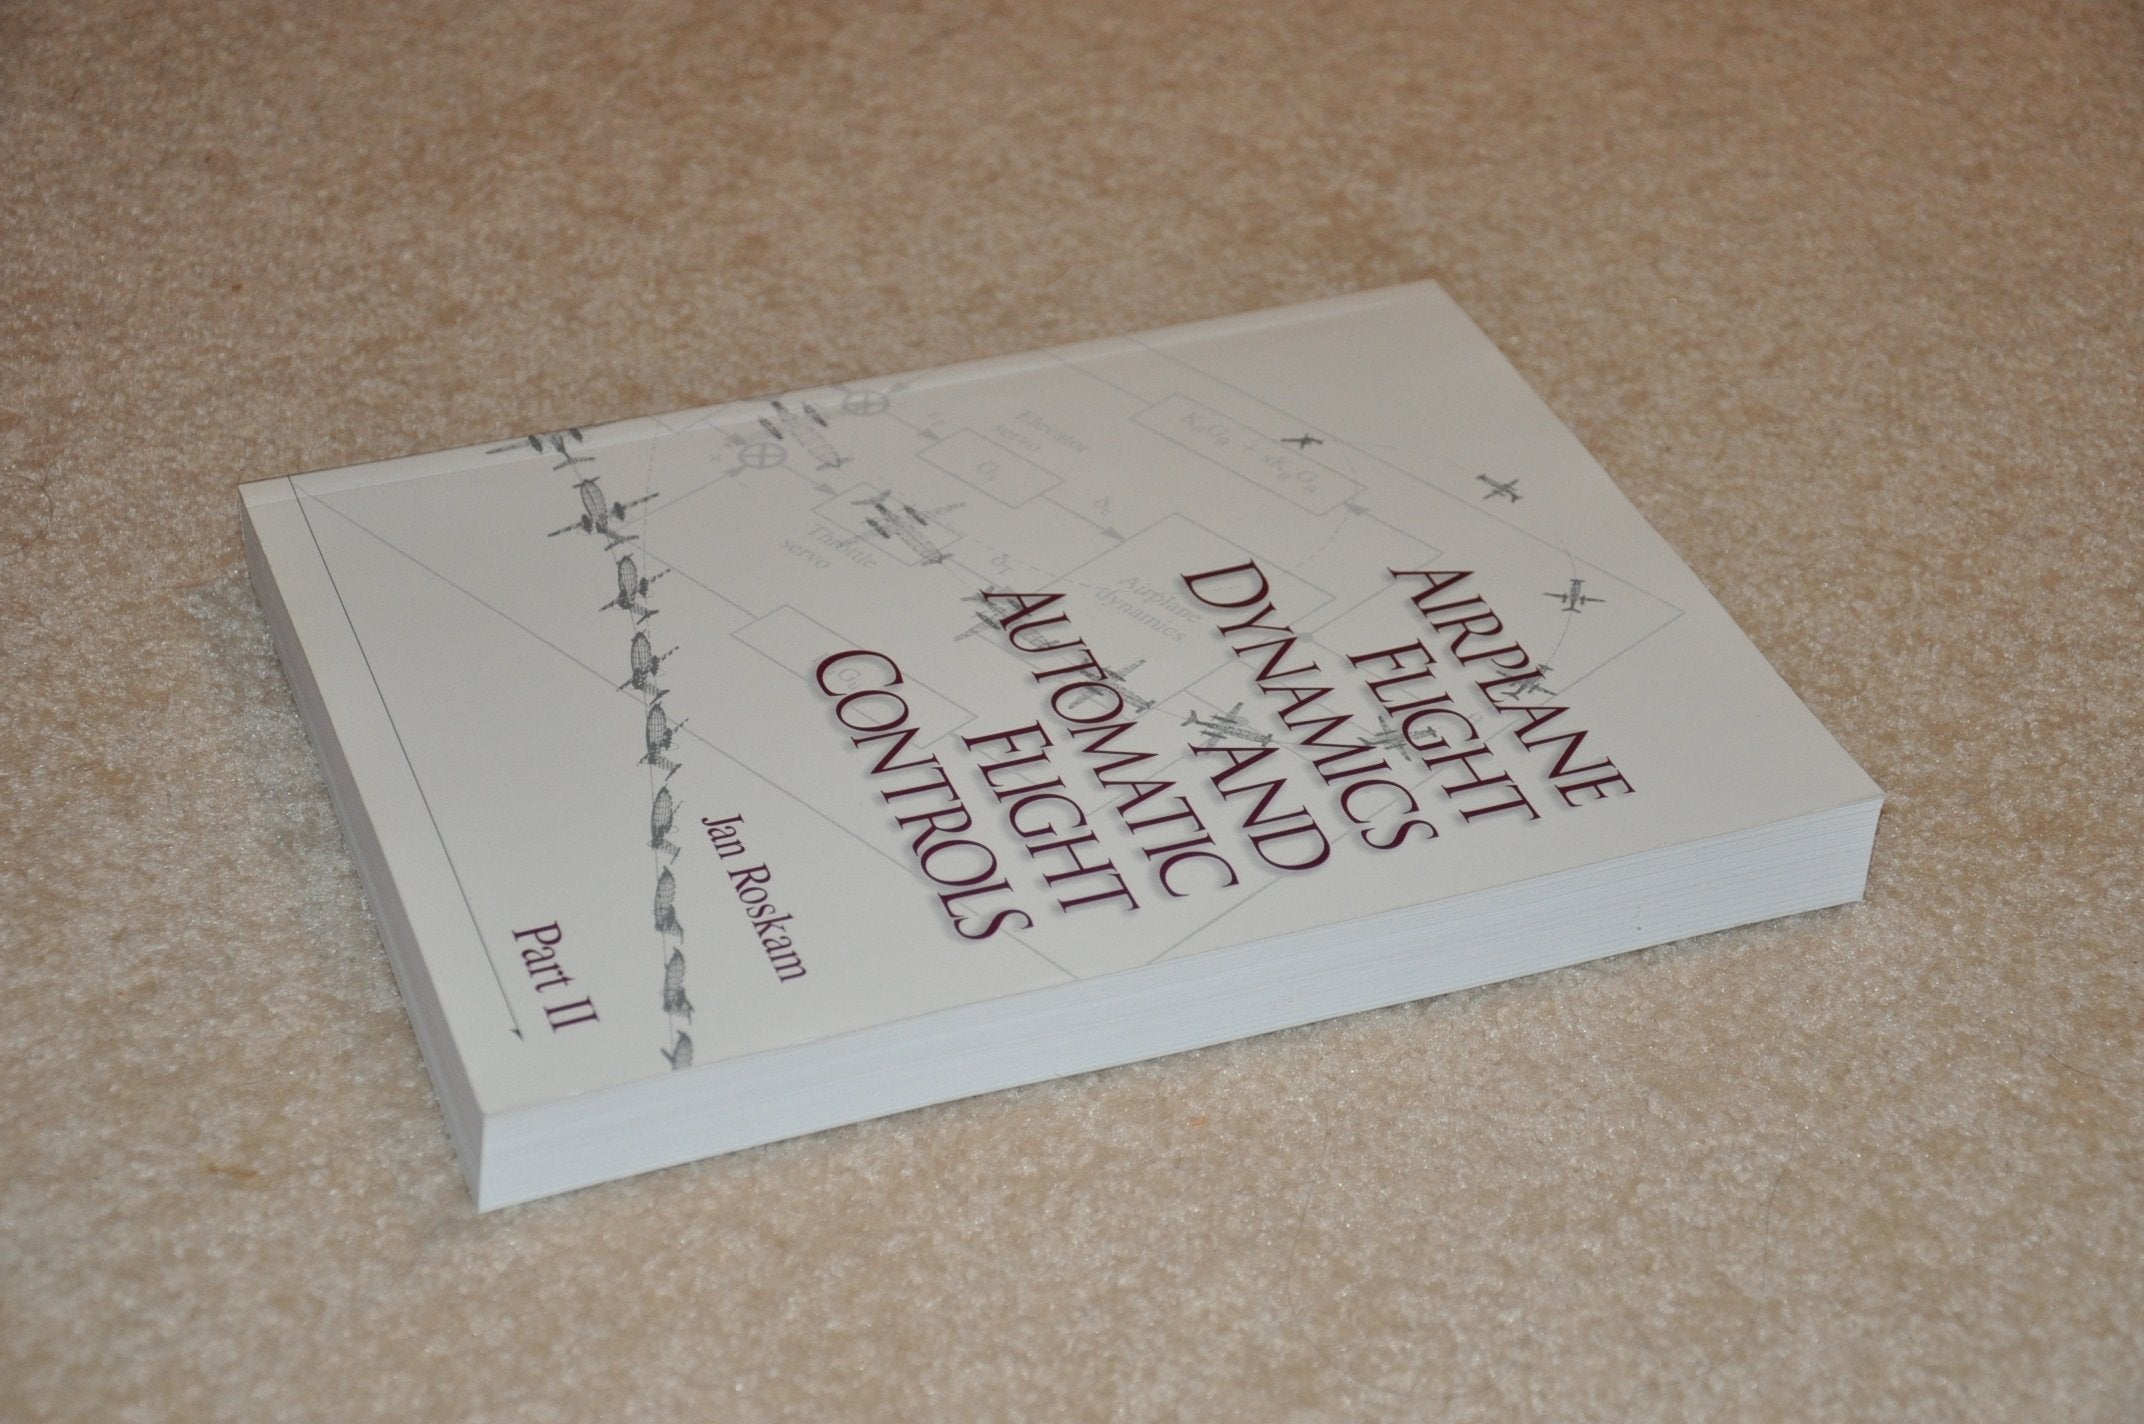 AIRPLANE
FLIGHT
DYNAMICS
AND
AUTOMATIC
FLIGHT
CONTROLS
Jan Roskam
Part II
Elevator
servo
Throttle
servo
Airplane
dynamics